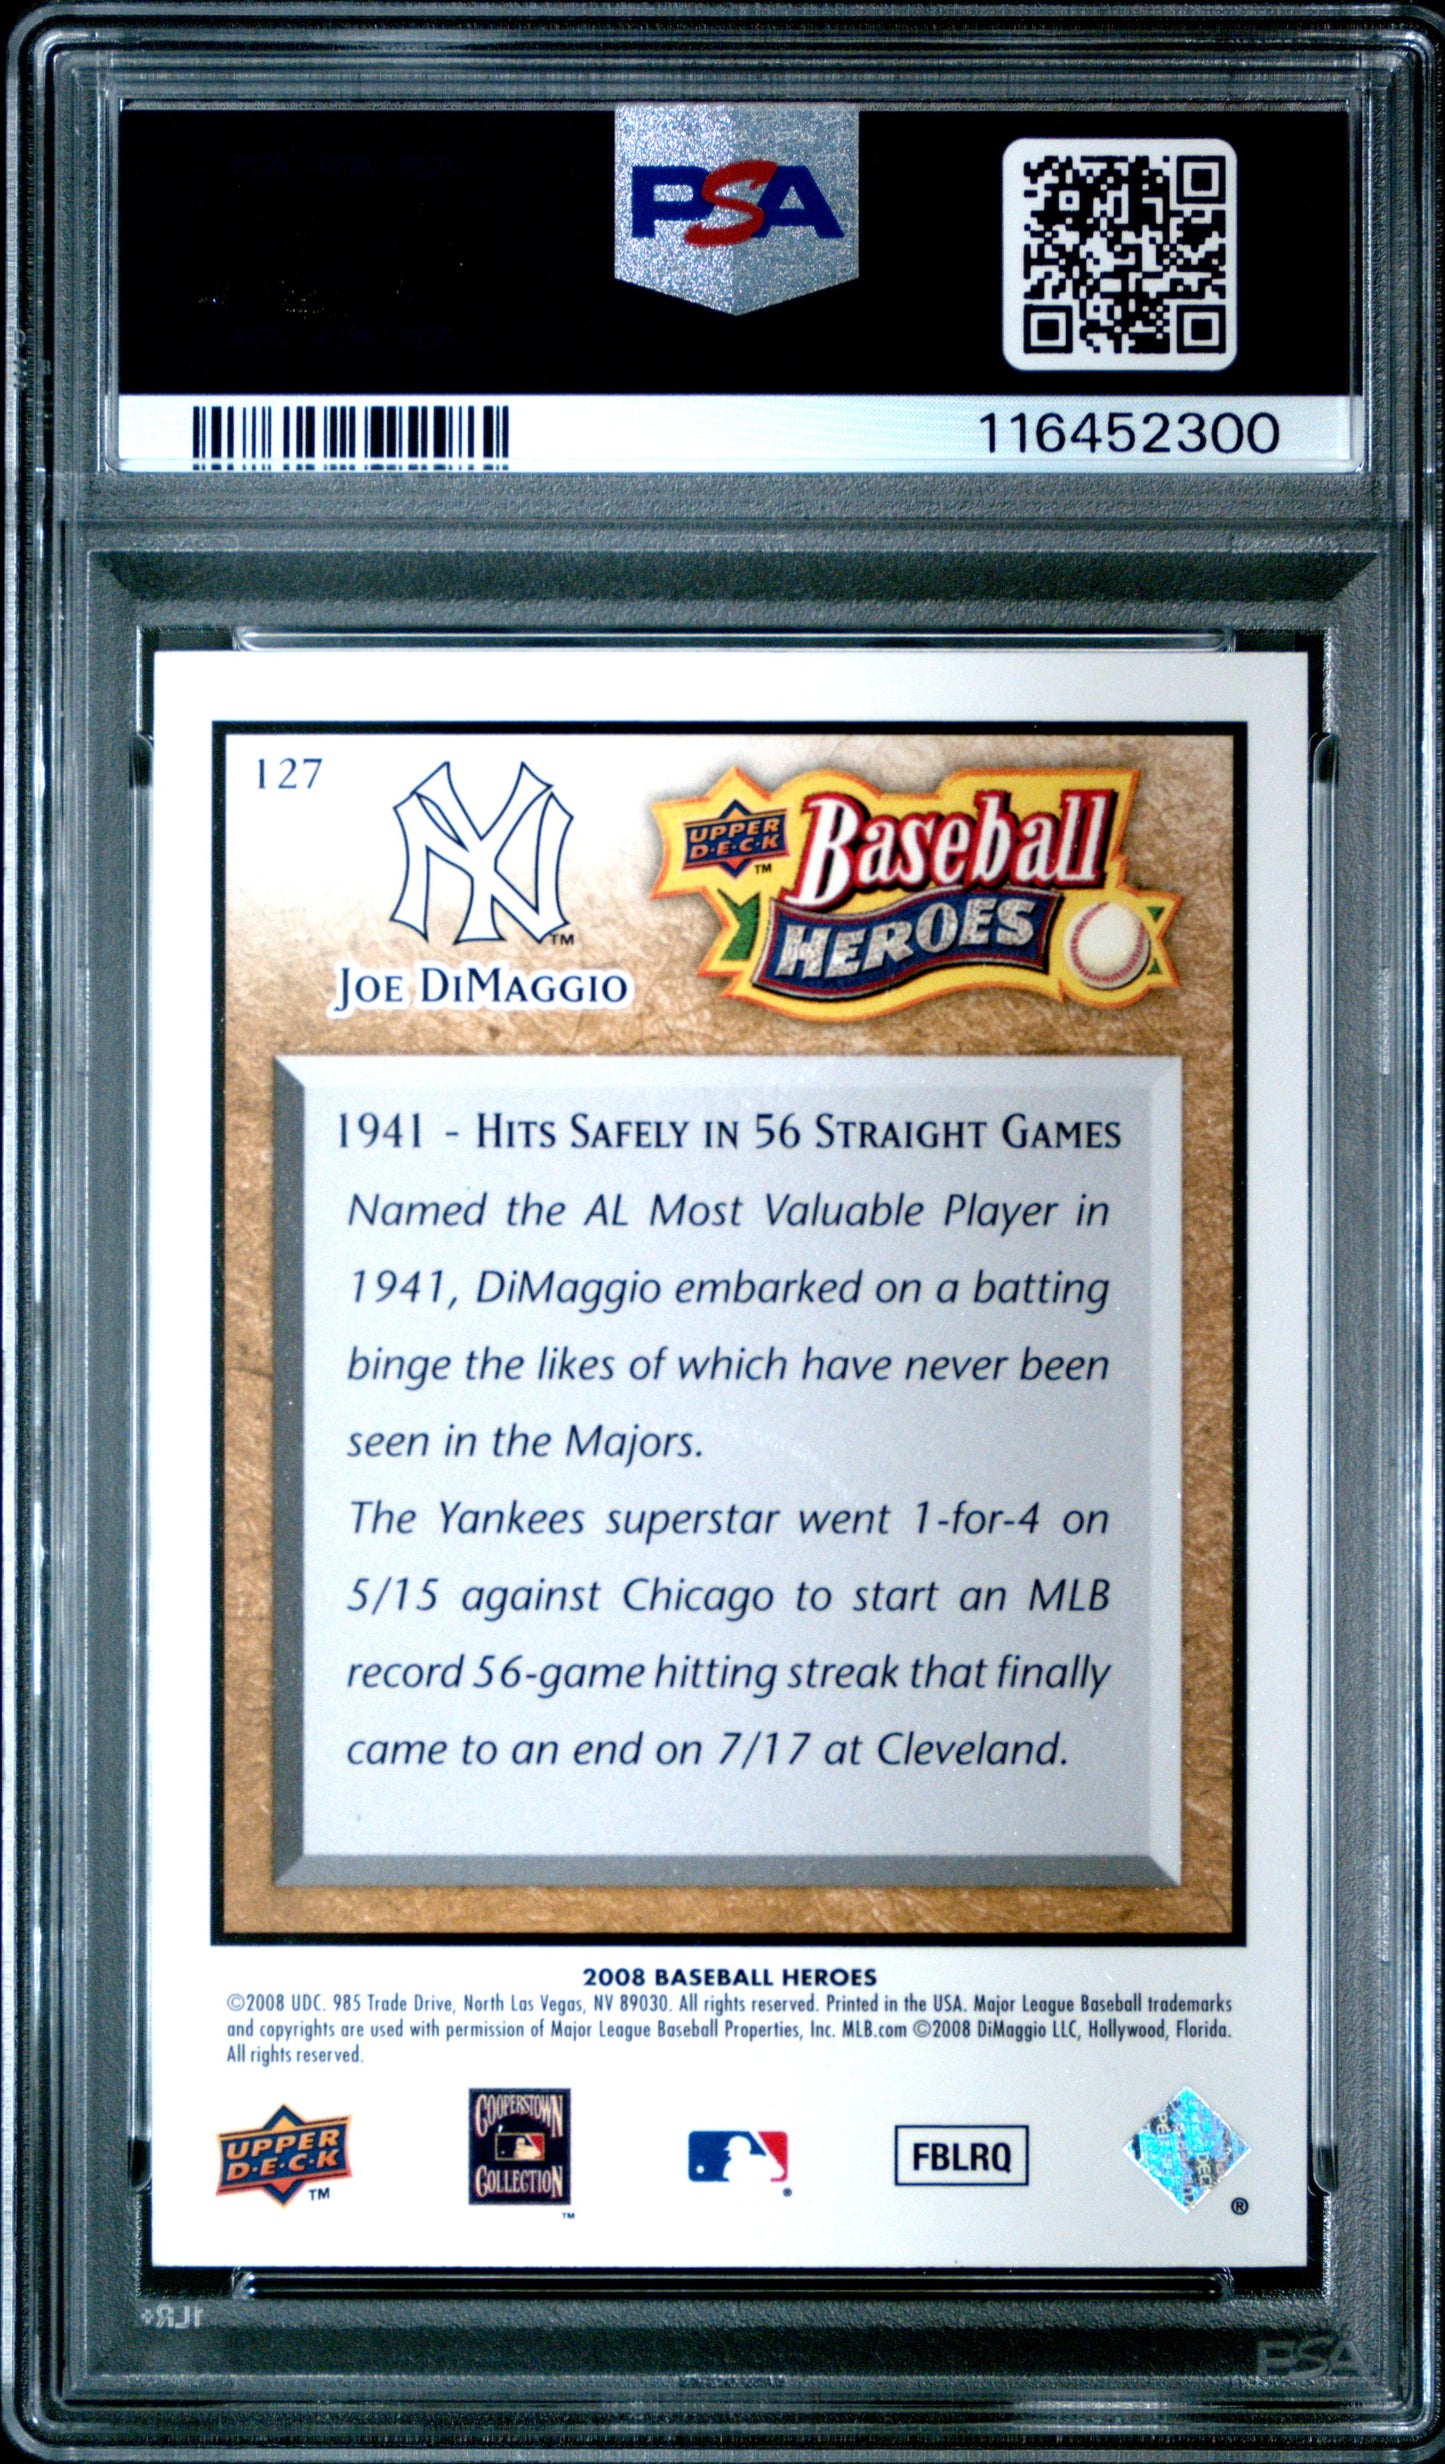 PSA
116452300
127
NY
TM
UPPER
D·E·C·K
TM
Baseball
HEROES
JOE DIMAGGIO
1941 - HITS SAFELY IN 56 STRAIGHT GAMES
Named the AL Most Valuable Player in
1941, DiMaggio embarked on a batting
binge the likes of which have never been
seen in the Majors.
The Yankees superstar went 1-for-4 on
5/15 against Chicago to start an MLB
record 56-game hitting streak that finally
came to an end on 7/17 at Cleveland.
2008 BASEBALL HEROES
©2008 UDC. 985 Trade Drive, North Las Vegas, NV 89030. All rights reserved. Printed in the USA. Major League Baseball trademarks
and copyrights are used with permission of Major League Baseball Properties, Inc. MLB.com ©2008 DiMaggio LLC, Hollywood, Florida.
All rights reserved.
UPPER
D·E·C·K
TM
COOPERSTOWN
COLLECTION
TM
®
FBLRQ
®
PSA